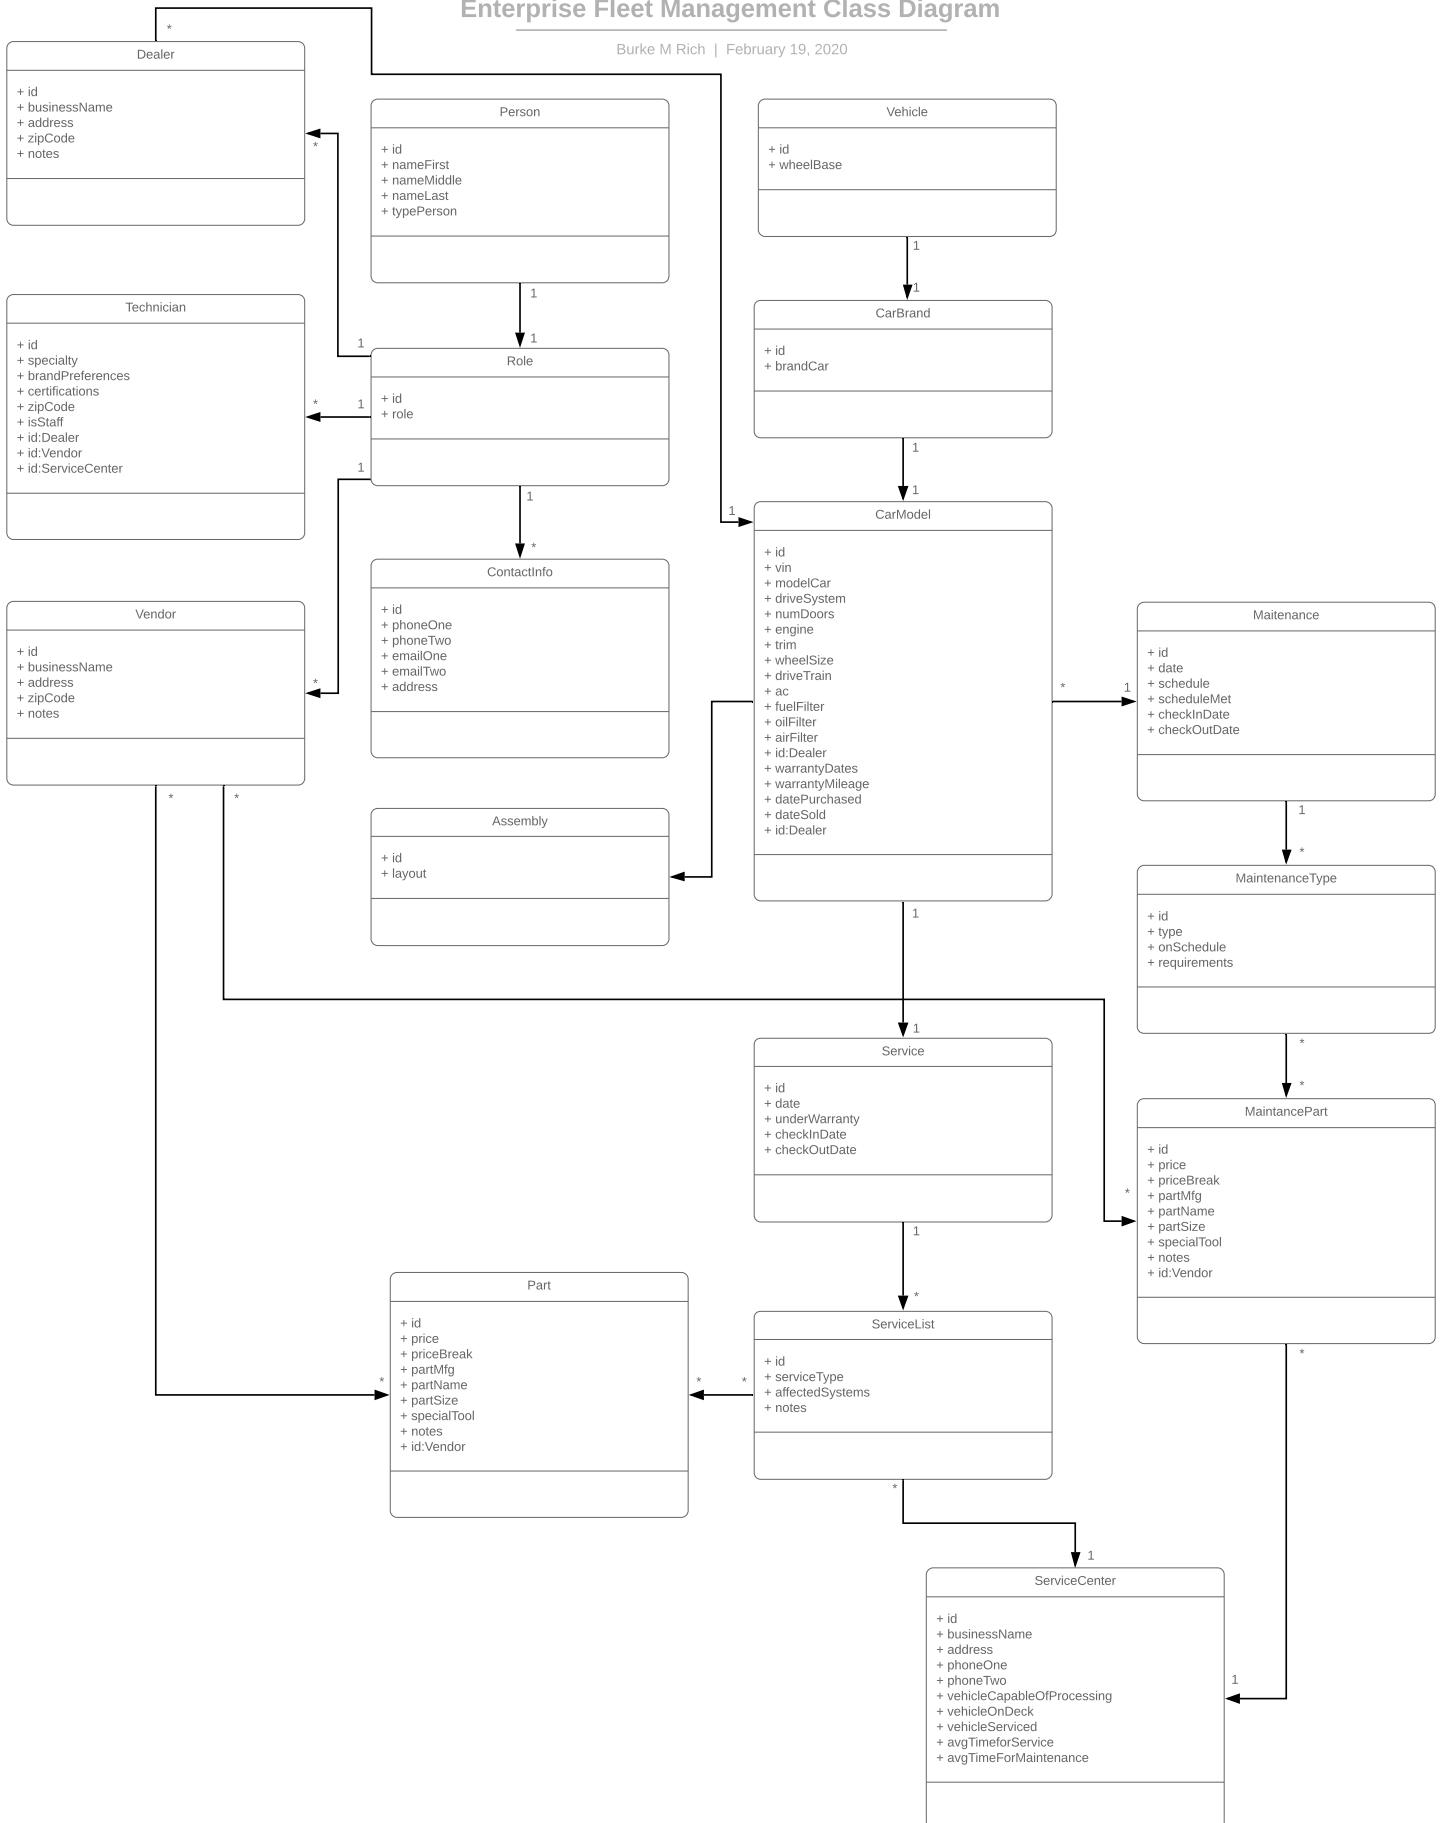 Enterprise Fleet Management Class Diagram
Burke M Rich | February 19, 2020
*
Dealer
+ id
+ businessName
+ address
+ zipCode
+ notes
*
Person
+ id
+ nameFirst
+ nameMiddle
+ nameLast
+ typePerson
1
1
Vehicle
+ id
+ wheelBase
1
1
Technician
+ id
+ specialty
+ brandPreferences
+ certifications
+ zipCode
+ isStaff
+ id:Dealer
+ id:Vendor
+ id:ServiceCenter
*
1
1
1
Role
+ id
+ role
1
*
CarBrand
+ id
+ brandCar
1
1
1
CarModel
+ id
+ vin
+ modelCar
+ driveSystem
+ numDoors
+ engine
+ trim
+ wheelSize
+ driveTrain
+ ac
+ fuelFilter
+ oilFilter
+ airFilter
+ id:Dealer
+ warrantyDates
+ warrantyMileage
+ datePurchased
+ dateSold
+ id:Dealer
*
1
1
1
ContactInfo
+ id
+ phoneOne
+ phoneTwo
+ emailOne
+ emailTwo
+ address
Vendor
+ id
+ businessName
+ address
+ zipCode
+ notes
*
*
*
Maitenance
+ id
+ date
+ schedule
+ scheduleMet
+ checkInDate
+ checkOutDate
1
*
Assembly
+ id
+ layout
MaintenanceType
+ id
+ type
+ onSchedule
+ requirements
*
*
Service
+ id
+ date
+ underWarranty
+ checkInDate
+ checkOutDate
1
*
MaintancePart
+ id
+ price
+ priceBreak
+ partMfg
+ partName
+ partSize
+ specialTool
+ notes
+ id:Vendor
*
*
Part
+ id
+ price
+ priceBreak
+ partMfg
+ partName
+ partSize
+ specialTool
+ notes
+ id:Vendor
*
*
*
ServiceList
+ id
+ serviceType
+ affectedSystems
+ notes
*
1
ServiceCenter
+ id
+ businessName
+ address
+ phoneOne
+ phoneTwo
+ vehicleCapableOfProcessing
+ vehicleOnDeck
+ vehicleServiced
+ avgTimeforService
+ avgTimeForMaintenance
1